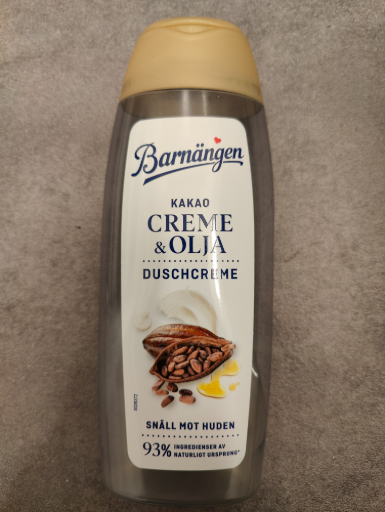 Barnängen
KAKAO
CREME
& OLJA
DUSCHCREME
SNÄLL MOT HUDEN
93% INGREDIENSER AV
NATURLIGT URSPRUNG*